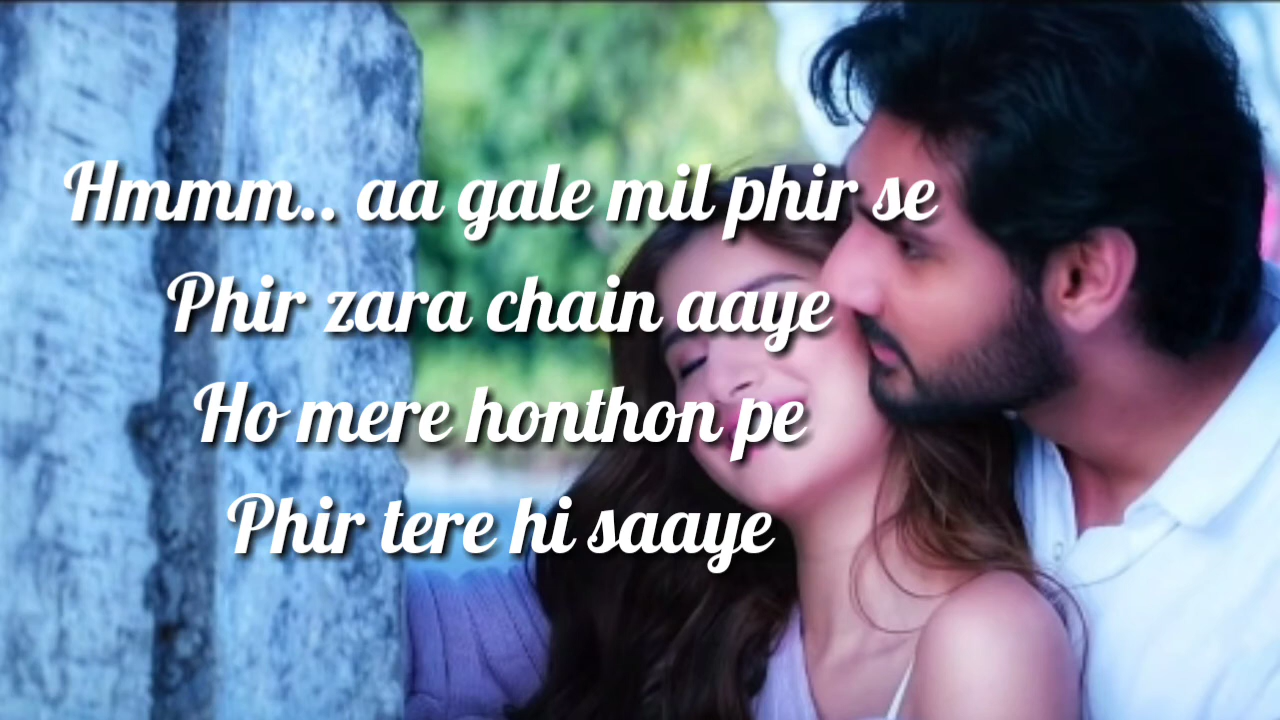 Hmmm.. aa gale mil phir se
Phir zara chain aaye
Ho mere honthon pe
Phir tere hi saaye